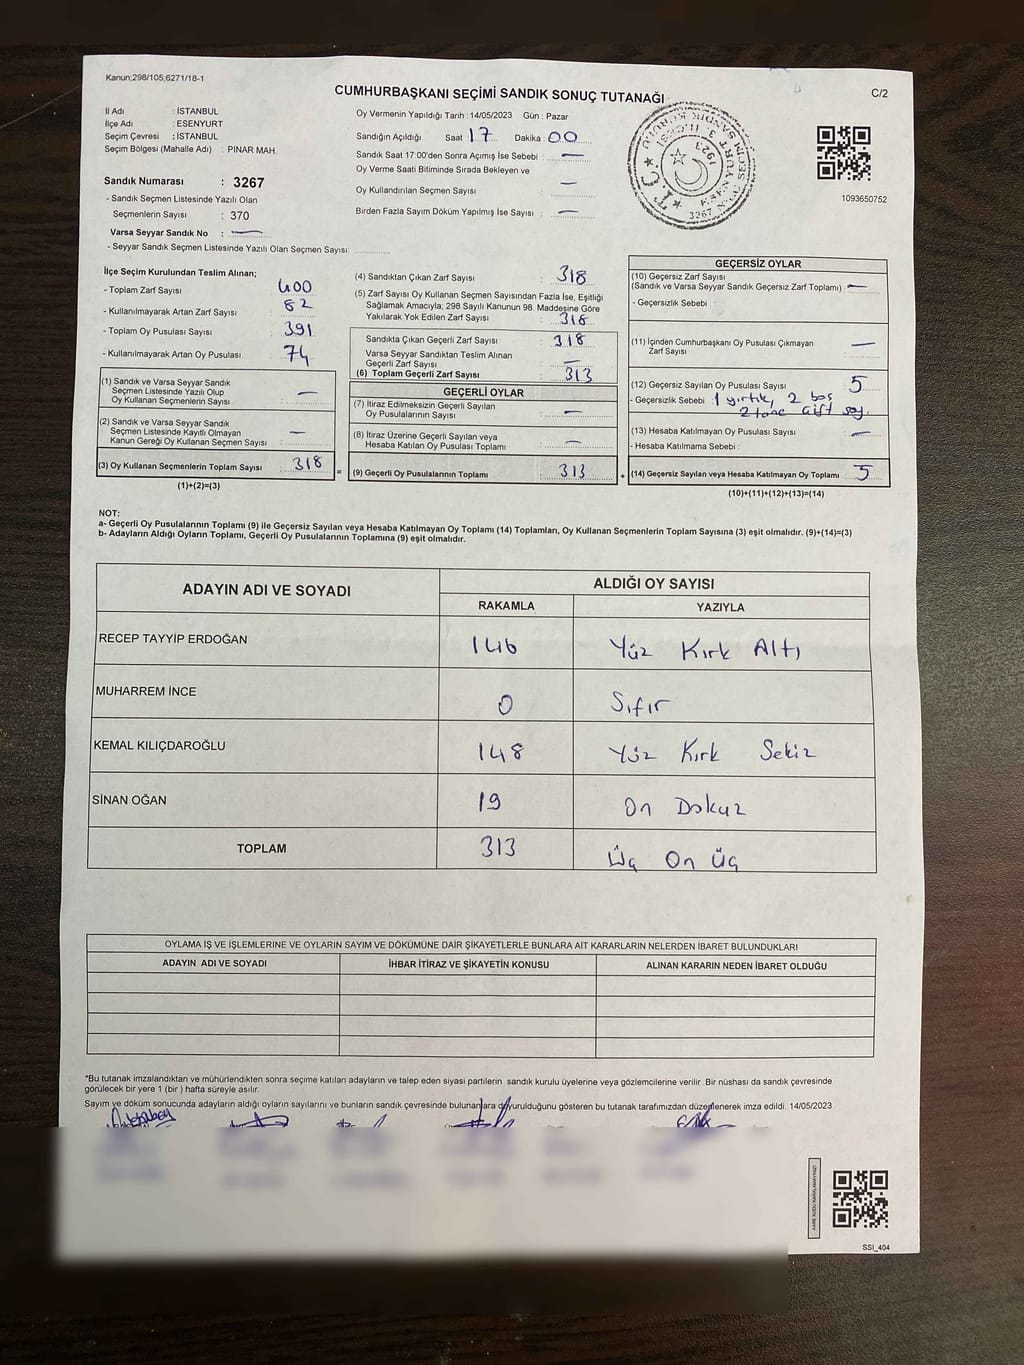 Kanun;298/105;6271/18-1
CUMHURBAŞKANI SEÇİMİ SANDIK SONUÇ TUTANAĞI
C/2
İl Adı : İSTANBUL
İlçe Adı : ESENYURT
Seçim Çevresi : İSTANBUL
Seçim Bölgesi (Mahalle Adı) : PINAR MAH.
Sandık Numarası : 3267
- Sandık Seçmen Listesinde Yazılı Olan
Seçmenlerin Sayısı : 370
Varsa Seyyar Sandık No : —
- Seyyar Sandık Seçmen Listesinde Yazılı Olan Seçmen Sayısı:
Oy Vermenin Yapıldığı Tarih : 14/05/2023 Gün : Pazar
Sandığın Açıldığı Saat : 17 Dakika : 00
Sandık Saat 17:00'den Sonra Açımış İse Sebebi : —
Oy Verme Saati Bitiminde Sırada Bekleyen ve
Oy Kullandırılan Seçmen Sayısı : —
Birden Fazla Sayım Döküm Yapılmış İse Sayısı : —
T.C.
1923
3267
1093650752
İlçe Seçim Kurulundan Teslim Alınan;
- Toplam Zarf Sayısı : 400
- Kullanılmayarak Artan Zarf Sayısı : 82
- Toplam Oy Pusulası Sayısı : 391
- Kullanılmayarak Artan Oy Pusulası : 74
(1) Sandık ve Varsa Seyyar Sandık
Seçmen Listesinde Yazılı Olup
Oy Kullanan Seçmenlerin Sayısı : —
(2) Sandık ve Varsa Seyyar Sandık
Seçmen Listesinde Kayıtlı Olmayan
Kanun Gereği Oy Kullanan Seçmen Sayısı : —
(3) Oy Kullanan Seçmenlerin Toplam Sayısı : 318
(1)+(2)=(3)
=
(4) Sandıktan Çıkan Zarf Sayısı : 318
(5) Zarf Sayısı Oy Kullanan Seçmen Sayısından Fazla İse, Eşitliği
Sağlamak Amacıyla; 298 Sayılı Kanunun 98. Maddesine Göre
Yakılarak Yok Edilen Zarf Sayısı : 318
Sandıkta Çıkan Geçerli Zarf Sayısı : 318
Varsa Seyyar Sandıktan Teslim Alınan
Geçerli Zarf Sayısı : —
(6) Toplam Geçerli Zarf Sayısı : 313
GEÇERLİ OYLAR
(7) İtiraz Edilmeksizin Geçerli Sayılan
Oy Pusulalarının Sayısı : —
(8) İtiraz Üzerine Geçerli Sayılan veya
Hesaba Katılan Oy Pusulası Toplamı : —
(9) Geçerli Oy Pusulalarının Toplamı : 313
+
GEÇERSİZ OYLAR
(10) Geçersiz Zarf Sayısı
(Sandık ve Varsa Seyyar Sandık Geçersiz Zarf Toplamı) : —
- Geçersizlik Sebebi :
(11) İçinden Cumhurbaşkanı Oy Pusulası Çıkmayan
Zarf Sayısı : —
(12) Geçersiz Sayılan Oy Pusulası Sayısı : 5
- Geçersizlik Sebebi : 1 yırtık, 2 boş
2 tane çift
(13) Hesaba Katılmayan Oy Pusulası Sayısı : —
- Hesaba Katılmama Sebebi :
(14) Geçersiz Sayılan veya Hesaba Katılmayan Oy Toplamı : 5
(10)+(11)+(12)+(13)=(14)
NOT:
a- Geçerli Oy Pusulalarının Toplamı (9) ile Geçersiz Sayılan veya Hesaba Katılmayan Oy Toplamı (14) Toplamları, Oy Kullanan Seçmenlerin Toplam Sayısına (3) eşit olmalıdır. (9)+(14)=(3)
b- Adayların Aldığı Oyların Toplamı, Geçerli Oy Pusulalarının Toplamına (9) eşit olmalıdır.
ADAYIN ADI VE SOYADI ALDIĞI OY SAYISI
RAKAMLA YAZIYLA
RECEP TAYYİP ERDOĞAN 146 Yüz Kırk Altı
MUHARREM İNCE 0 Sıfır
KEMAL KILIÇDAROĞLU 148 Yüz Kırk Sekiz
SİNAN OĞAN 19 On Dokuz
TOPLAM 313 Üç On Üç
OYLAMA İŞ VE İŞLEMLERİNE VE OYLARIN SAYIM VE DÖKÜMÜNE DAİR ŞİKAYETLERLE BUNLARA AİT KARARLARIN NELERDEN İBARET BULUNDUKLARI
ADAYIN ADI VE SOYADI İHBAR İTİRAZ VE ŞİKAYETİN KONUSU ALINAN KARARIN NEDEN İBARET OLDUĞU
*Bu tutanak imzalandıktan ve mühürlendikten sonra seçime katılan adayların ve talep eden siyasi partilerin sandık kurulu üyelerine veya gözlemcilerine verilir .Bir nüshası da sandık çevresinde
görülecek bir yere 1 (bir ) hafta süreyle asılır.
Sayım ve döküm sonucunda adayların aldığı oyların sayılarını ve bunların sandık çevresinde bulunanlara duyurulduğunu gösteren bu tutanak tarafımızdan düzenlenerek imza edildi. 14/05/2023
KARE KODU KARALAMAYINIZ!
SSI_404